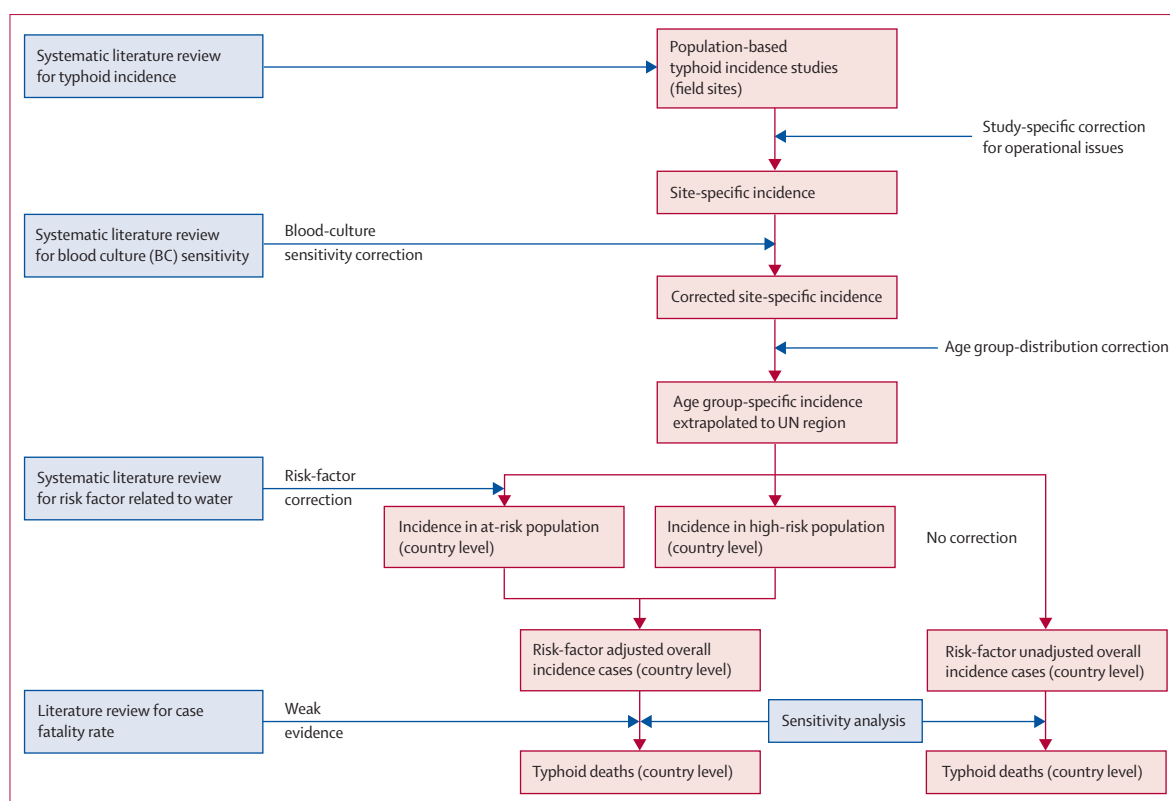 Systematic literature review
for typhoid incidence
Population-based
typhoid incidence studies
(field sites)
Study-specific correction
for operational issues
Site-specific incidence
Systematic literature review
for blood culture (BC) sensitivity
Blood-culture
sensitivity correction
Corrected site-specific incidence
Age group-distribution correction
Age group-specific incidence
extrapolated to UN region
Systematic literature review
for risk factor related to water
Risk-factor
correction
Incidence in at-risk population
(country level)
Incidence in high-risk population
(country level)
No correction
Risk-factor adjusted overall
incidence cases (country level)
Risk-factor unadjusted overall
incidence cases (country level)
Literature review for case
fatality rate
Weak
evidence
Sensitivity analysis
Typhoid deaths (country level)
Typhoid deaths (country level)